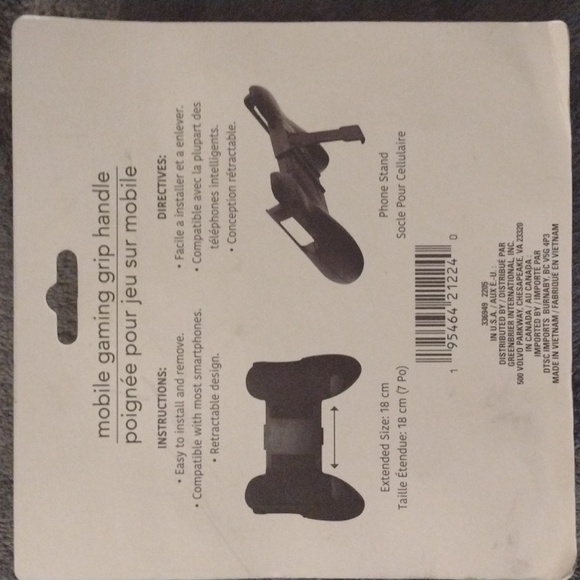 mobile gaming grip handle
poignée pour jeu sur mobile
INSTRUCTIONS:
• Easy to install and remove.
• Compatible with most smartphones.
• Retractable design.
DIRECTIVES:
• Facile a installer et a enlever.
• Compatible avec la plupart des
téléphones intelligents.
• Conception rétractable.
Extended Size: 18 cm
Taille Étendue: 18 cm (7 Po)
Phone Stand
Socle Pour Cellulaire
1 95464 21224 0
336949 2205
IN U.S.A. / AUX É.-U. :
DISTRIBUTED BY / DISTRIBUÉ PAR
GREENBRIER INTERNATIONAL, INC.
500 VOLVO PARKWAY, CHESAPEAKE, VA 23320
IN CANADA / AU CANADA :
IMPORTED BY / IMPORTÉ PAR
DTSC IMPORTS BURNABY, BC V5G 4P3
MADE IN VIETNAM / FABRIQUÉ EN VIETNAM